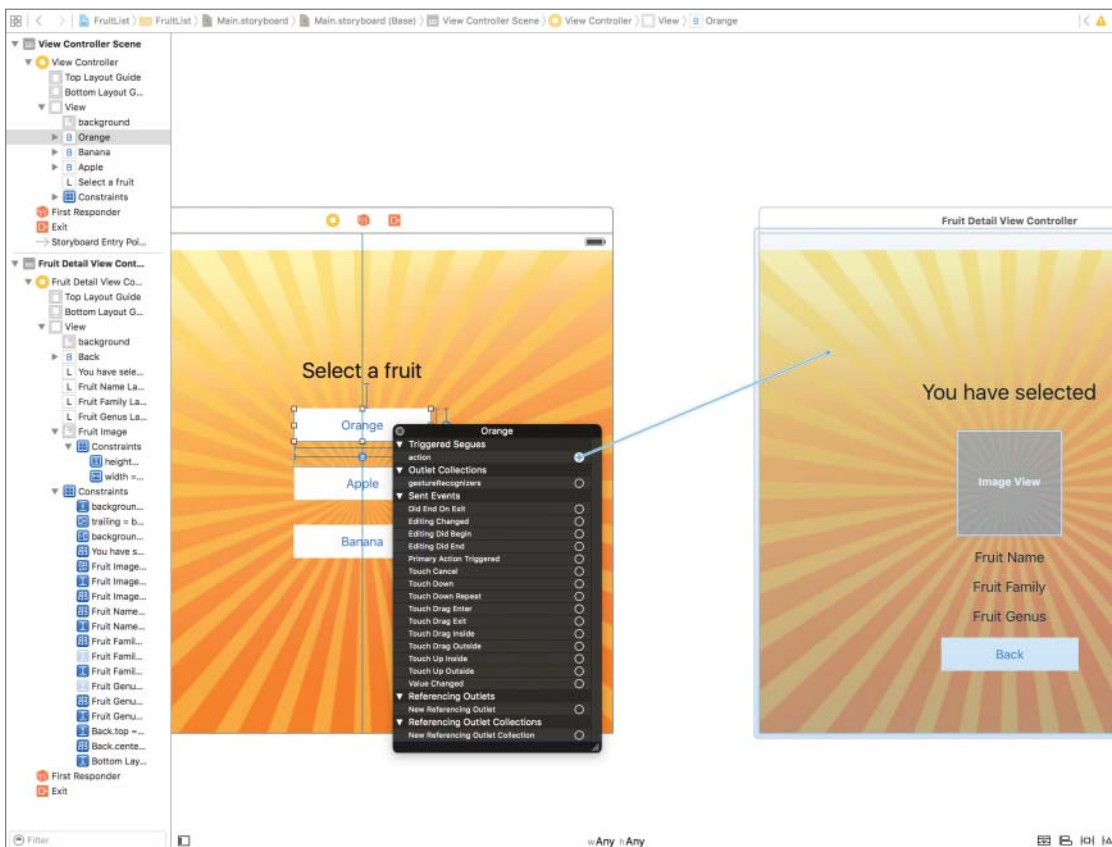 FruitList
FruitList
Main.storyboard
Main.storyboard (Base)
View Controller Scene
View Controller
View
B Orange
View Controller Scene
View Controller
Top Layout Guide
Bottom Layout G...
View
background
B Orange
B Banana
B Apple
L Select a fruit
Constraints
First Responder
Exit
Storyboard Entry Poi...
Fruit Detail View Cont...
Fruit Detail View Co...
Top Layout Guide
Bottom Layout G...
View
background
B Back
L You have sele...
L Fruit Name La...
L Fruit Family La...
L Fruit Genus La...
Fruit Image
Constraints
height...
width =...
Constraints
backgroun...
trailing = b...
backgroun...
You have s...
Fruit Image...
Fruit Image...
Fruit Image...
Fruit Name...
Fruit Name...
Fruit Famil...
Fruit Famil...
Fruit Famil...
Fruit Genu...
Fruit Genu...
Fruit Genu...
Back.top =...
Back.cente...
Bottom Lay...
First Responder
Exit
Filter
Select a fruit
Orange
Apple
Banana
Orange
Triggered Segues
action
Outlet Collections
gestureRecognizers
Sent Events
Did End On Exit
Editing Changed
Editing Did Begin
Editing Did End
Primary Action Triggered
Touch Cancel
Touch Down
Touch Down Repeat
Touch Drag Enter
Touch Drag Exit
Touch Drag Inside
Touch Drag Outside
Touch Up Inside
Touch Up Outside
Value Changed
Referencing Outlets
New Referencing Outlet
Referencing Outlet Collections
New Referencing Outlet Collection
Fruit Detail View Controller
You have selected
Image View
Fruit Name
Fruit Family
Fruit Genus
Back
wAny hAny